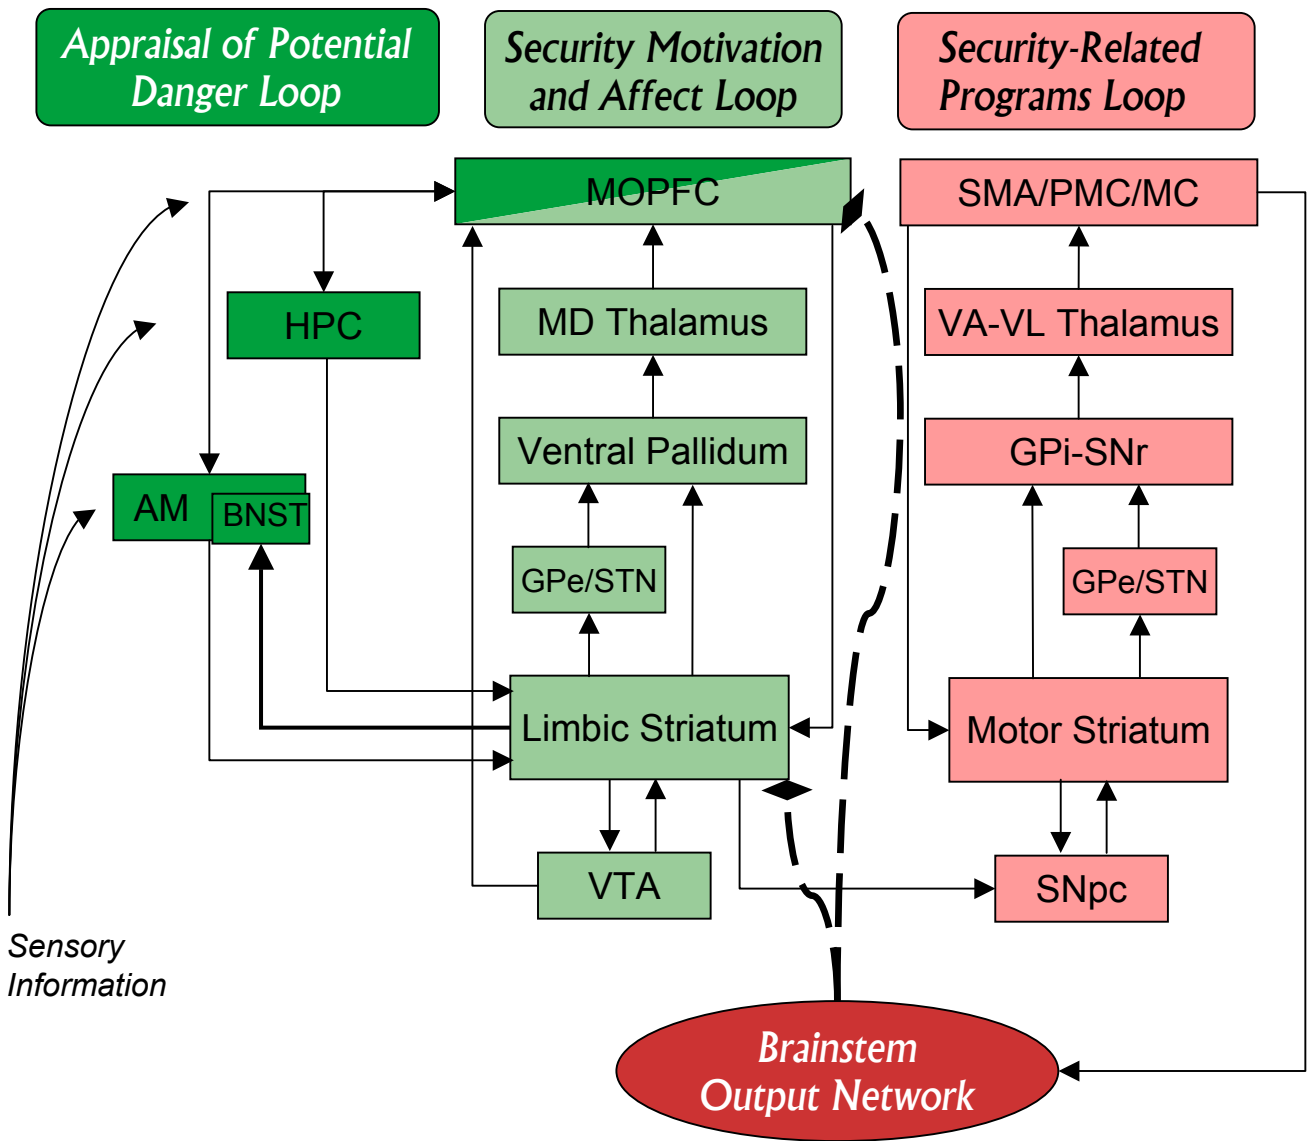 Appraisal of Potential
Danger Loop
Security Motivation
and Affect Loop
Security-Related
Programs Loop
MOPFC
SMA/PMC/MC
HPC
MD Thalamus
VA-VL Thalamus
Ventral Pallidum
GPi-SNr
AM
BNST
GPe/STN
GPe/STN
Limbic Striatum
Motor Striatum
VTA
SNpc
Sensory
Information
Brainstem
Output Network